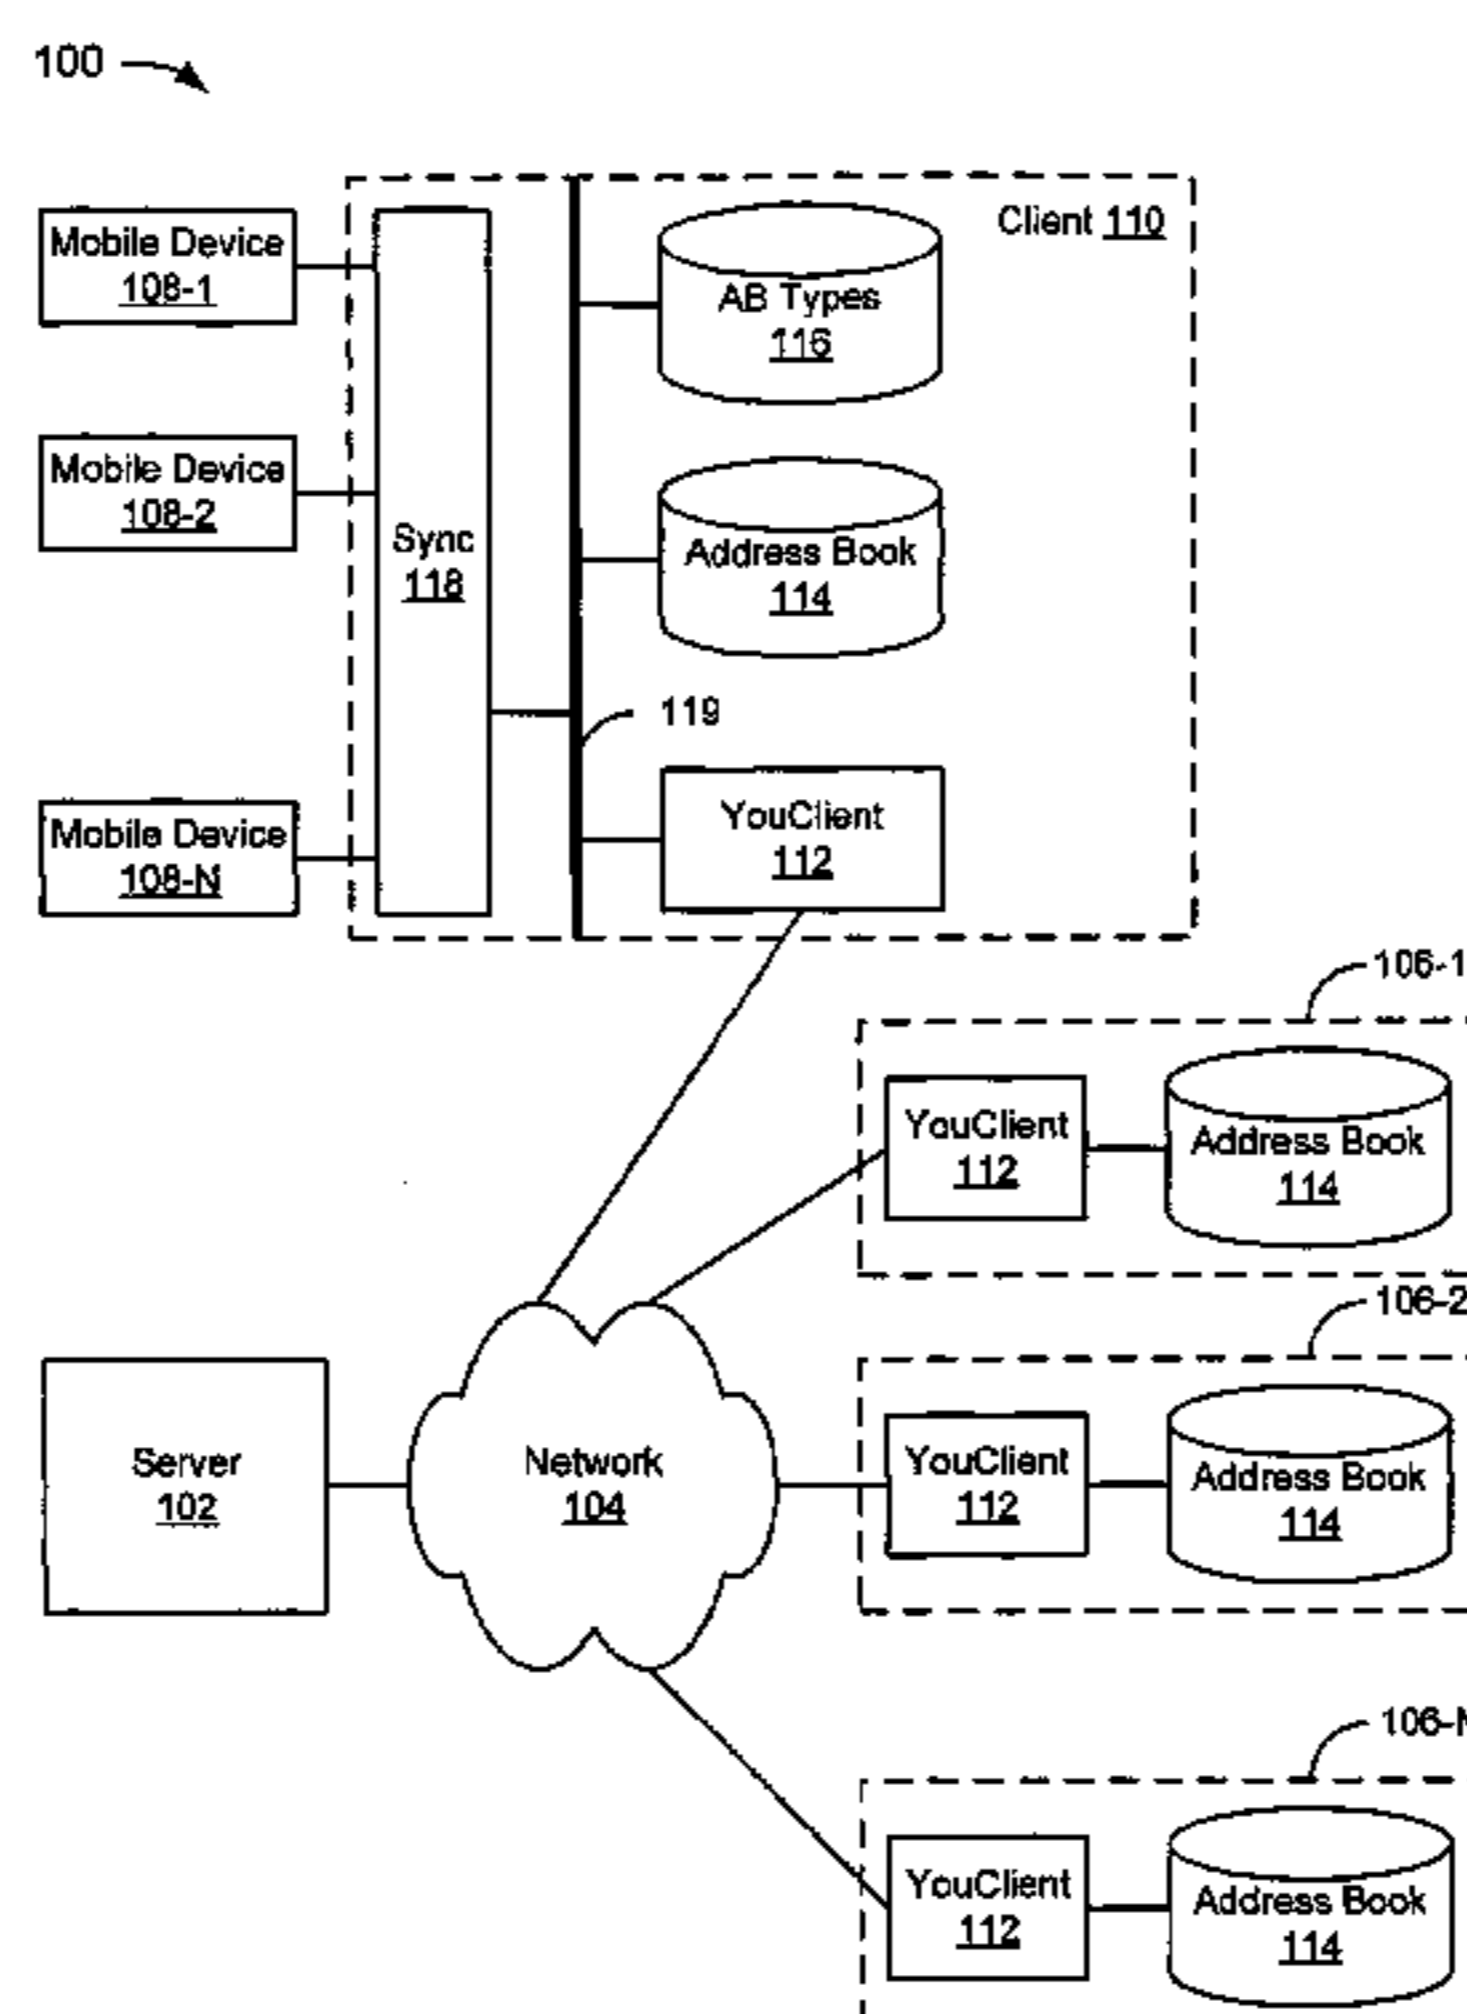 100
Client 110
Mobile Device
108-1
AB Types
116
Mobile Device
108-2
Sync
118
Address Book
114
119
Mobile Device
108-N
YouClient
112
106-1
YouClient
112
Address Book
114
106-2
Server
102
Network
104
YouClient
112
Address Book
114
106-N
YouClient
112
Address Book
114